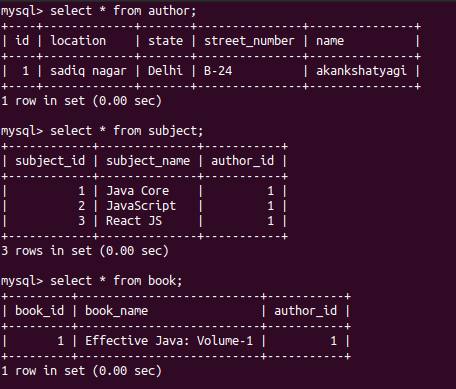 mysql> select * from author;
+----+-------------+-------+---------------+---------------+
| id | location    | state | street_number | name          |
+----+-------------+-------+---------------+---------------+
|  1 | sadiq nagar | Delhi | B-24          | akankshatyagi |
+----+-------------+-------+---------------+---------------+
1 row in set (0.00 sec)

mysql> select * from subject;
+------------+--------------+-----------+
| subject_id | subject_name | author_id |
+------------+--------------+-----------+
|          1 | Java Core    |         1 |
|          2 | JavaScript   |         1 |
|          3 | React JS     |         1 |
+------------+--------------+-----------+
3 rows in set (0.00 sec)

mysql> select * from book;
+---------+--------------------------+-----------+
| book_id | book_name                | author_id |
+---------+--------------------------+-----------+
|       1 | Effective Java: Volume-1 |         1 |
+---------+--------------------------+-----------+
1 row in set (0.00 sec)